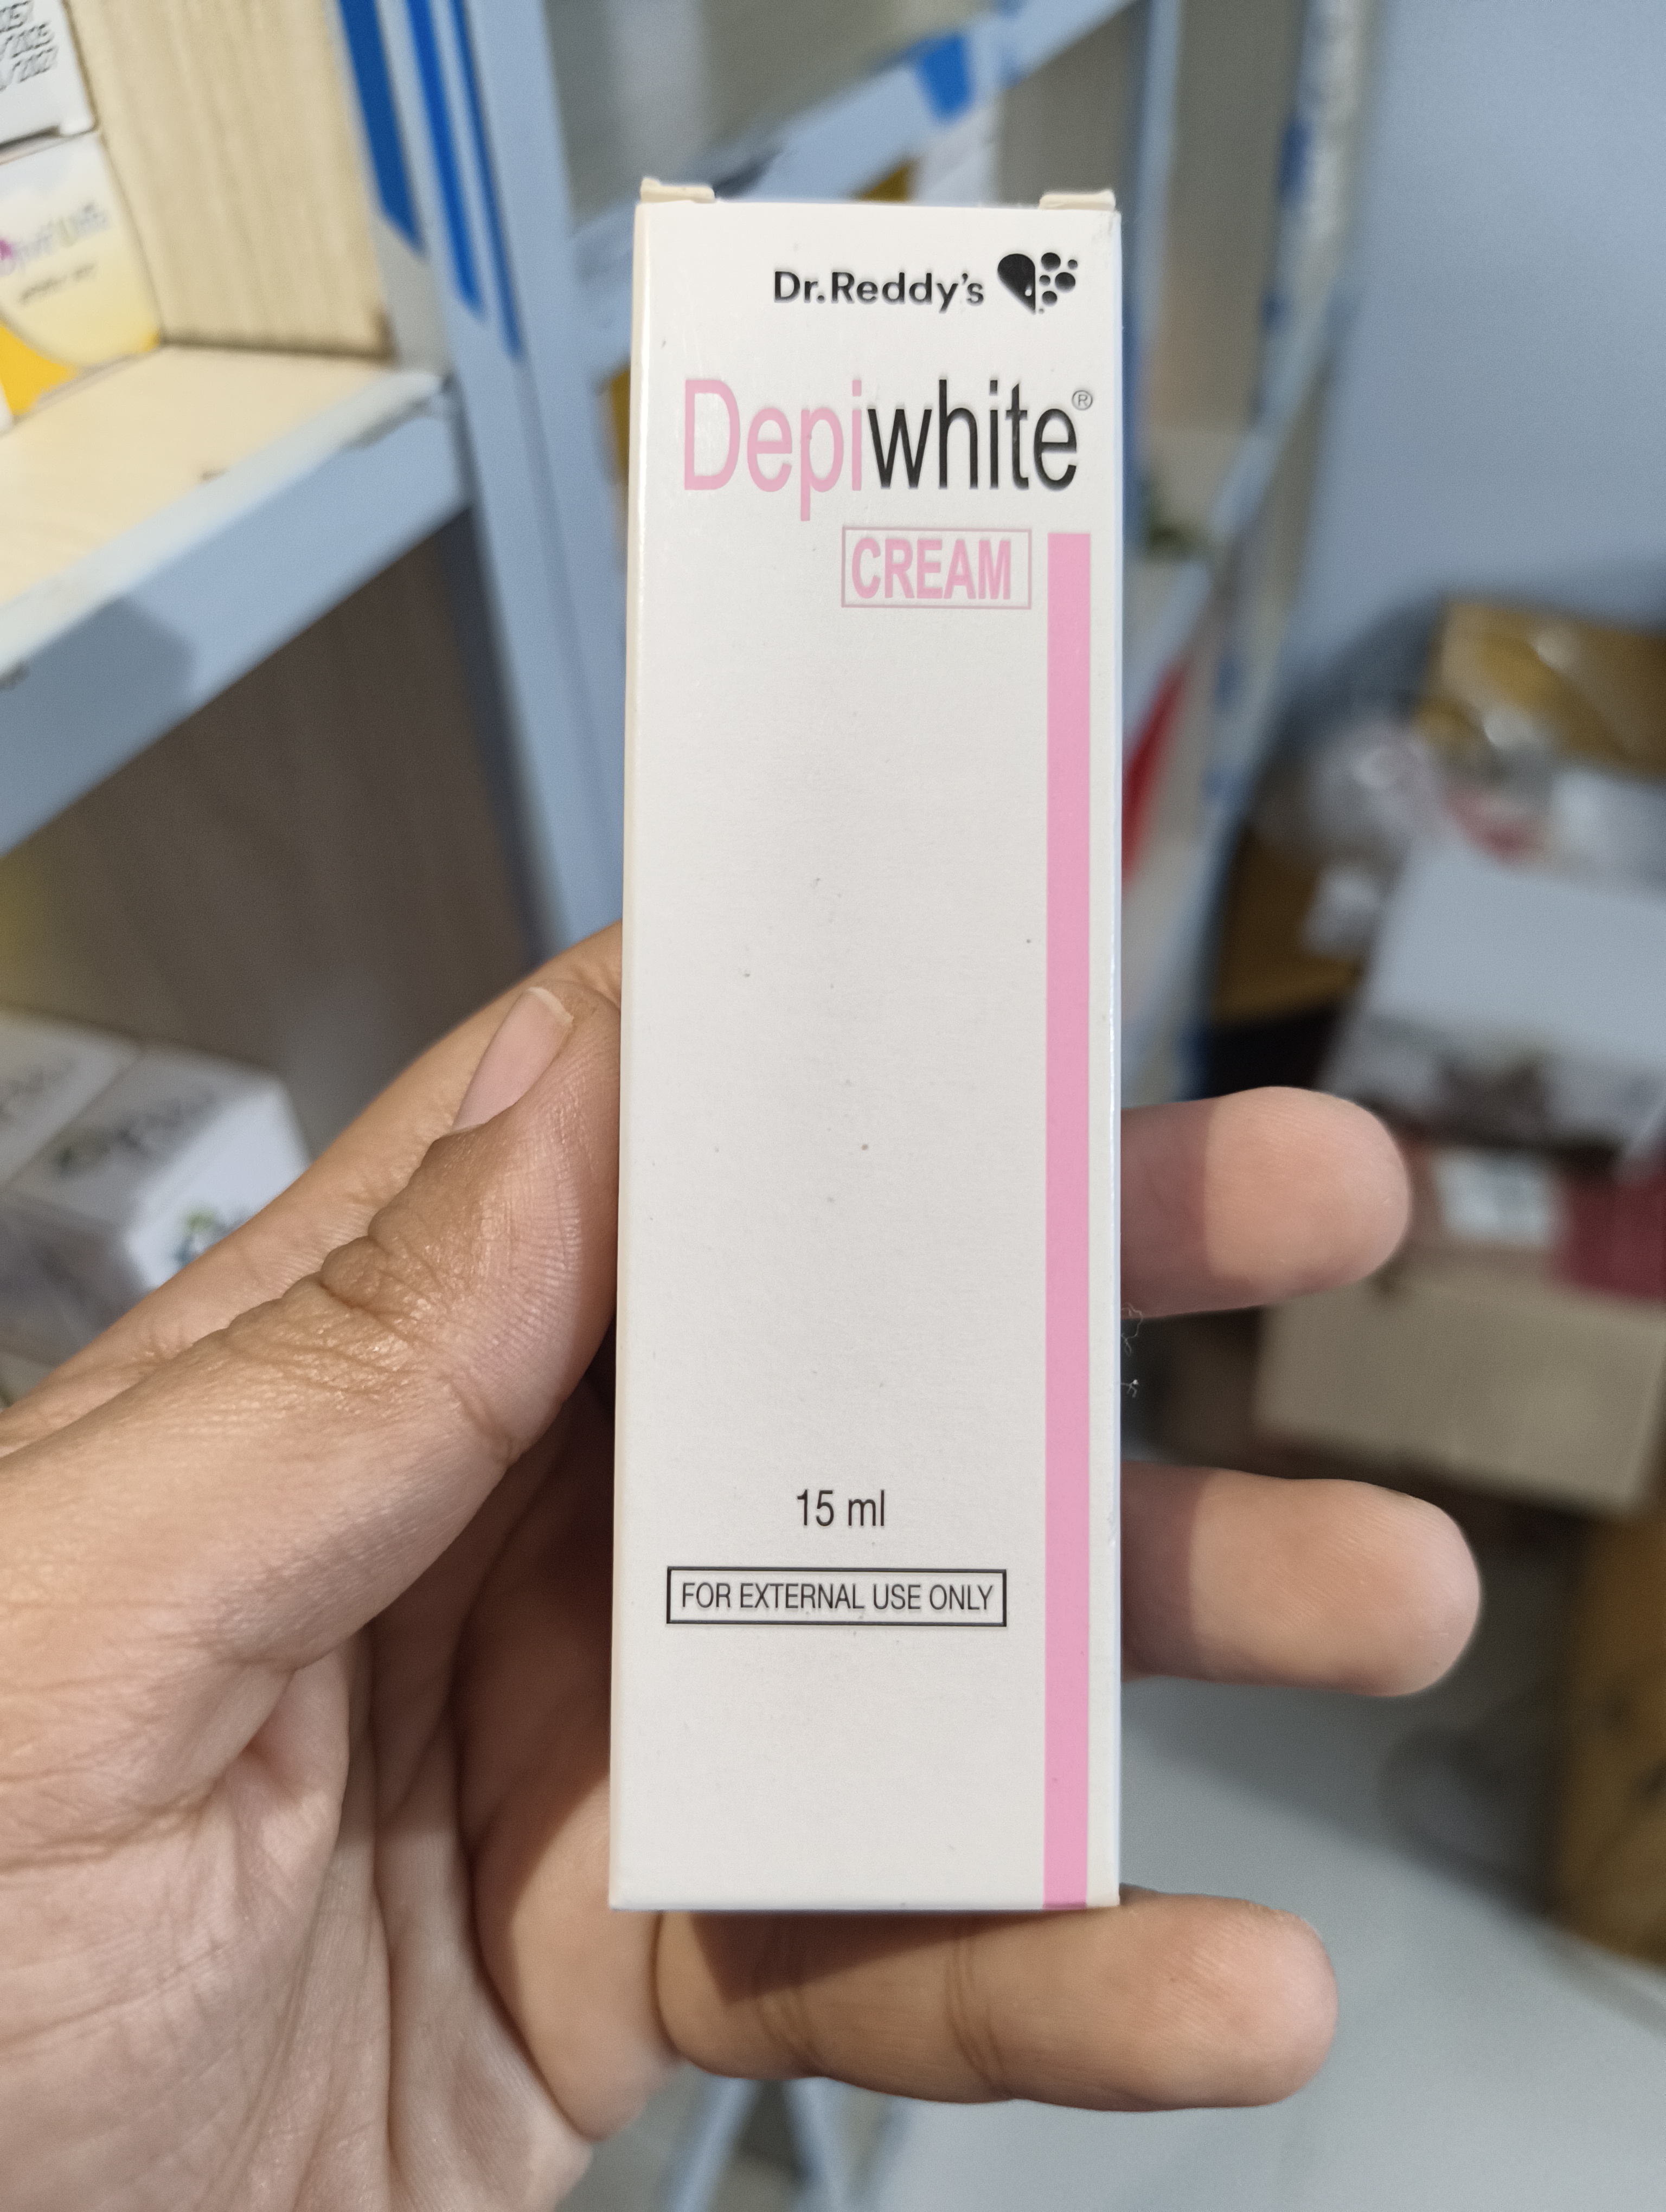 Dr.Reddy's
Depiwhite®
CREAM
15 ml
FOR EXTERNAL USE ONLY